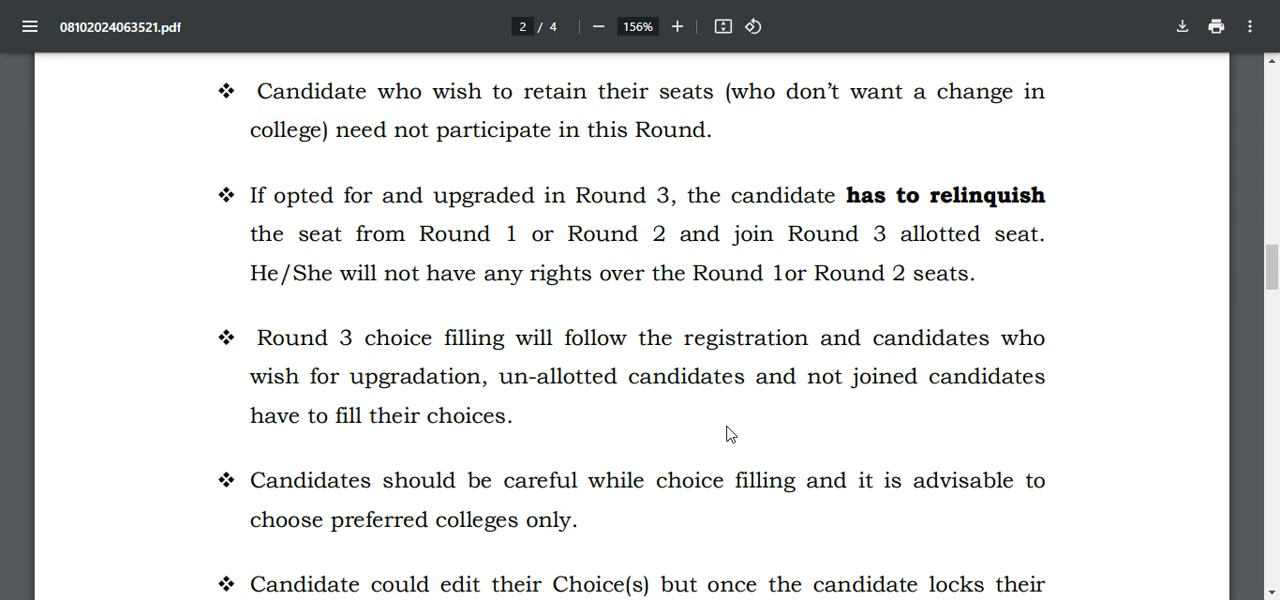 08102024063521.pdf 2 / 4 156%
❖ Candidate who wish to retain their seats (who don't want a change in
college) need not participate in this Round.
❖ If opted for and upgraded in Round 3, the candidate has to relinquish
the seat from Round 1 or Round 2 and join Round 3 allotted seat.
He/She will not have any rights over the Round 1or Round 2 seats.
❖ Round 3 choice filling will follow the registration and candidates who
wish for upgradation, un-allotted candidates and not joined candidates
have to fill their choices.
❖ Candidates should be careful while choice filling and it is advisable to
choose preferred colleges only.
❖ Candidate could edit their Choice(s) but once the candidate locks their